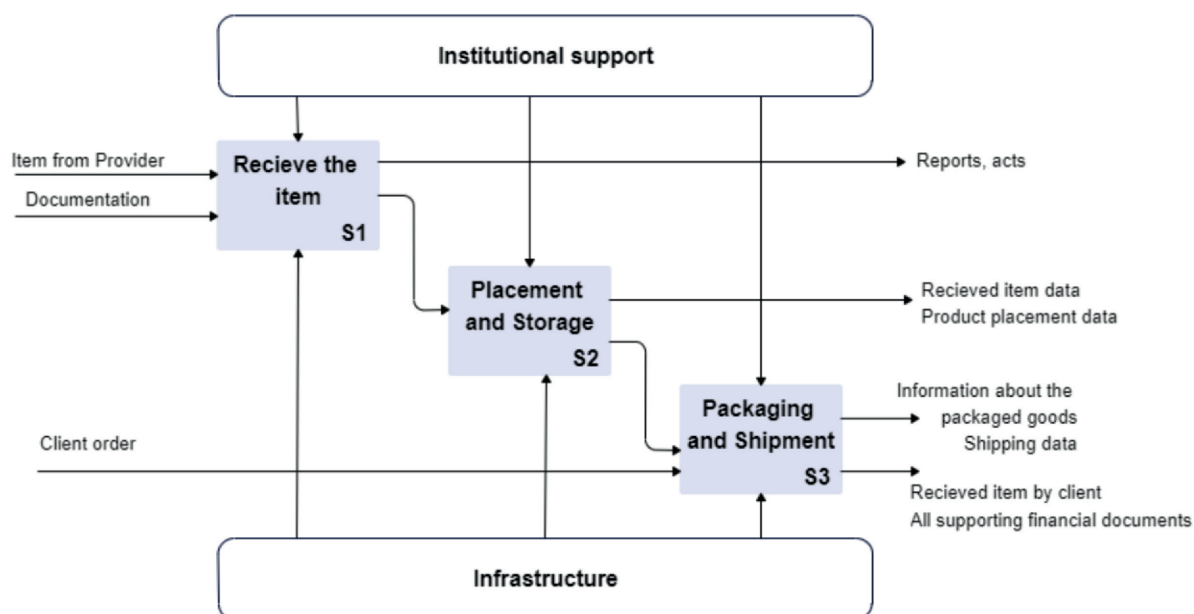 Institutional support
Item from Provider
Documentation
Recieve the
item
S1
Reports, acts
Placement
and Storage
S2
Recieved item data
Product placement data
Client order
Packaging
and Shipment
S3
Information about the
packaged goods
Shipping data
Recieved item by client
All supporting financial documents
Infrastructure